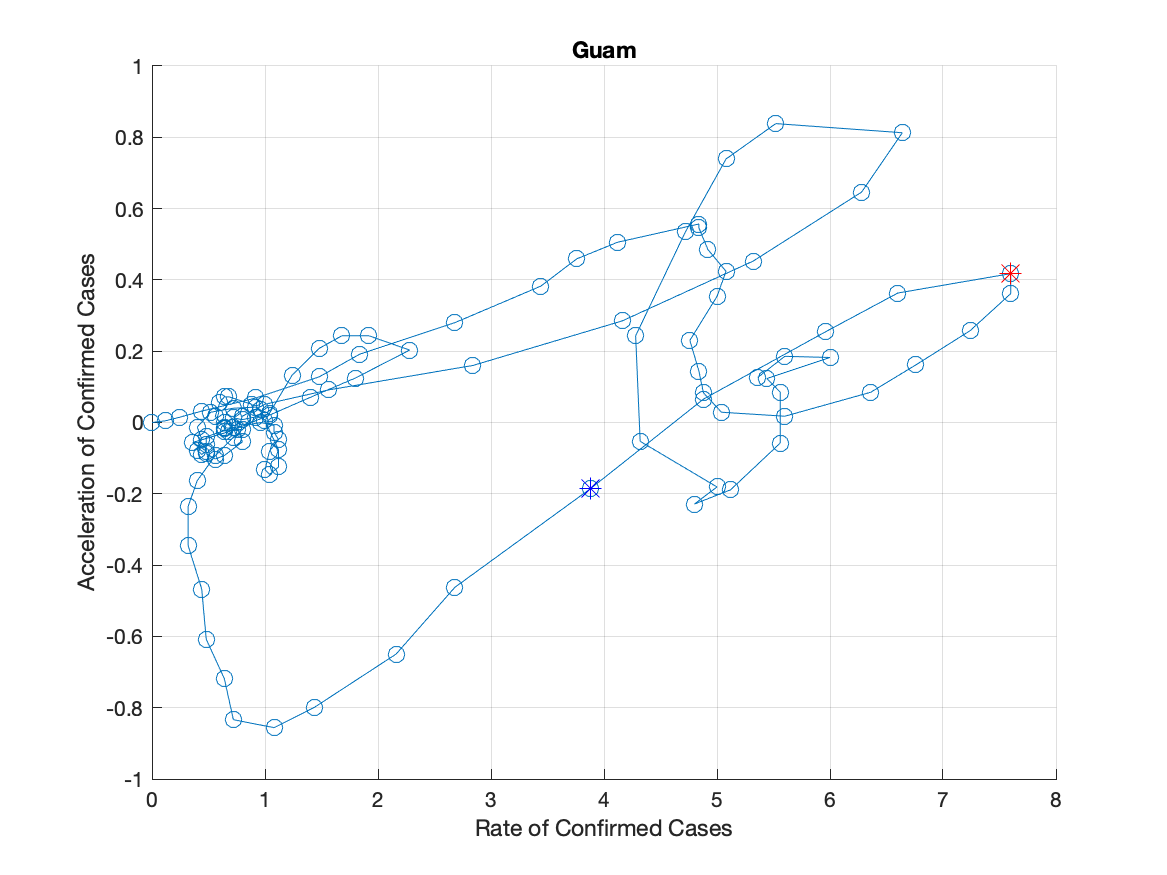 Guam
1
0.8
0.6
0.4
0.2
0
-0.2
-0.4
-0.6
-0.8
-1
Acceleration of Confirmed Cases
0 1 2 3 4 5 6 7 8
Rate of Confirmed Cases